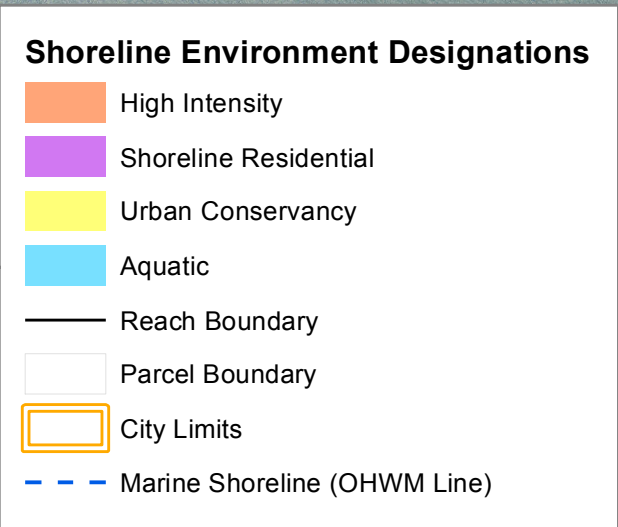 Shoreline Environment Designations
High Intensity
Shoreline Residential
Urban Conservancy
Aquatic
Reach Boundary
Parcel Boundary
City Limits
Marine Shoreline (OHWM Line)